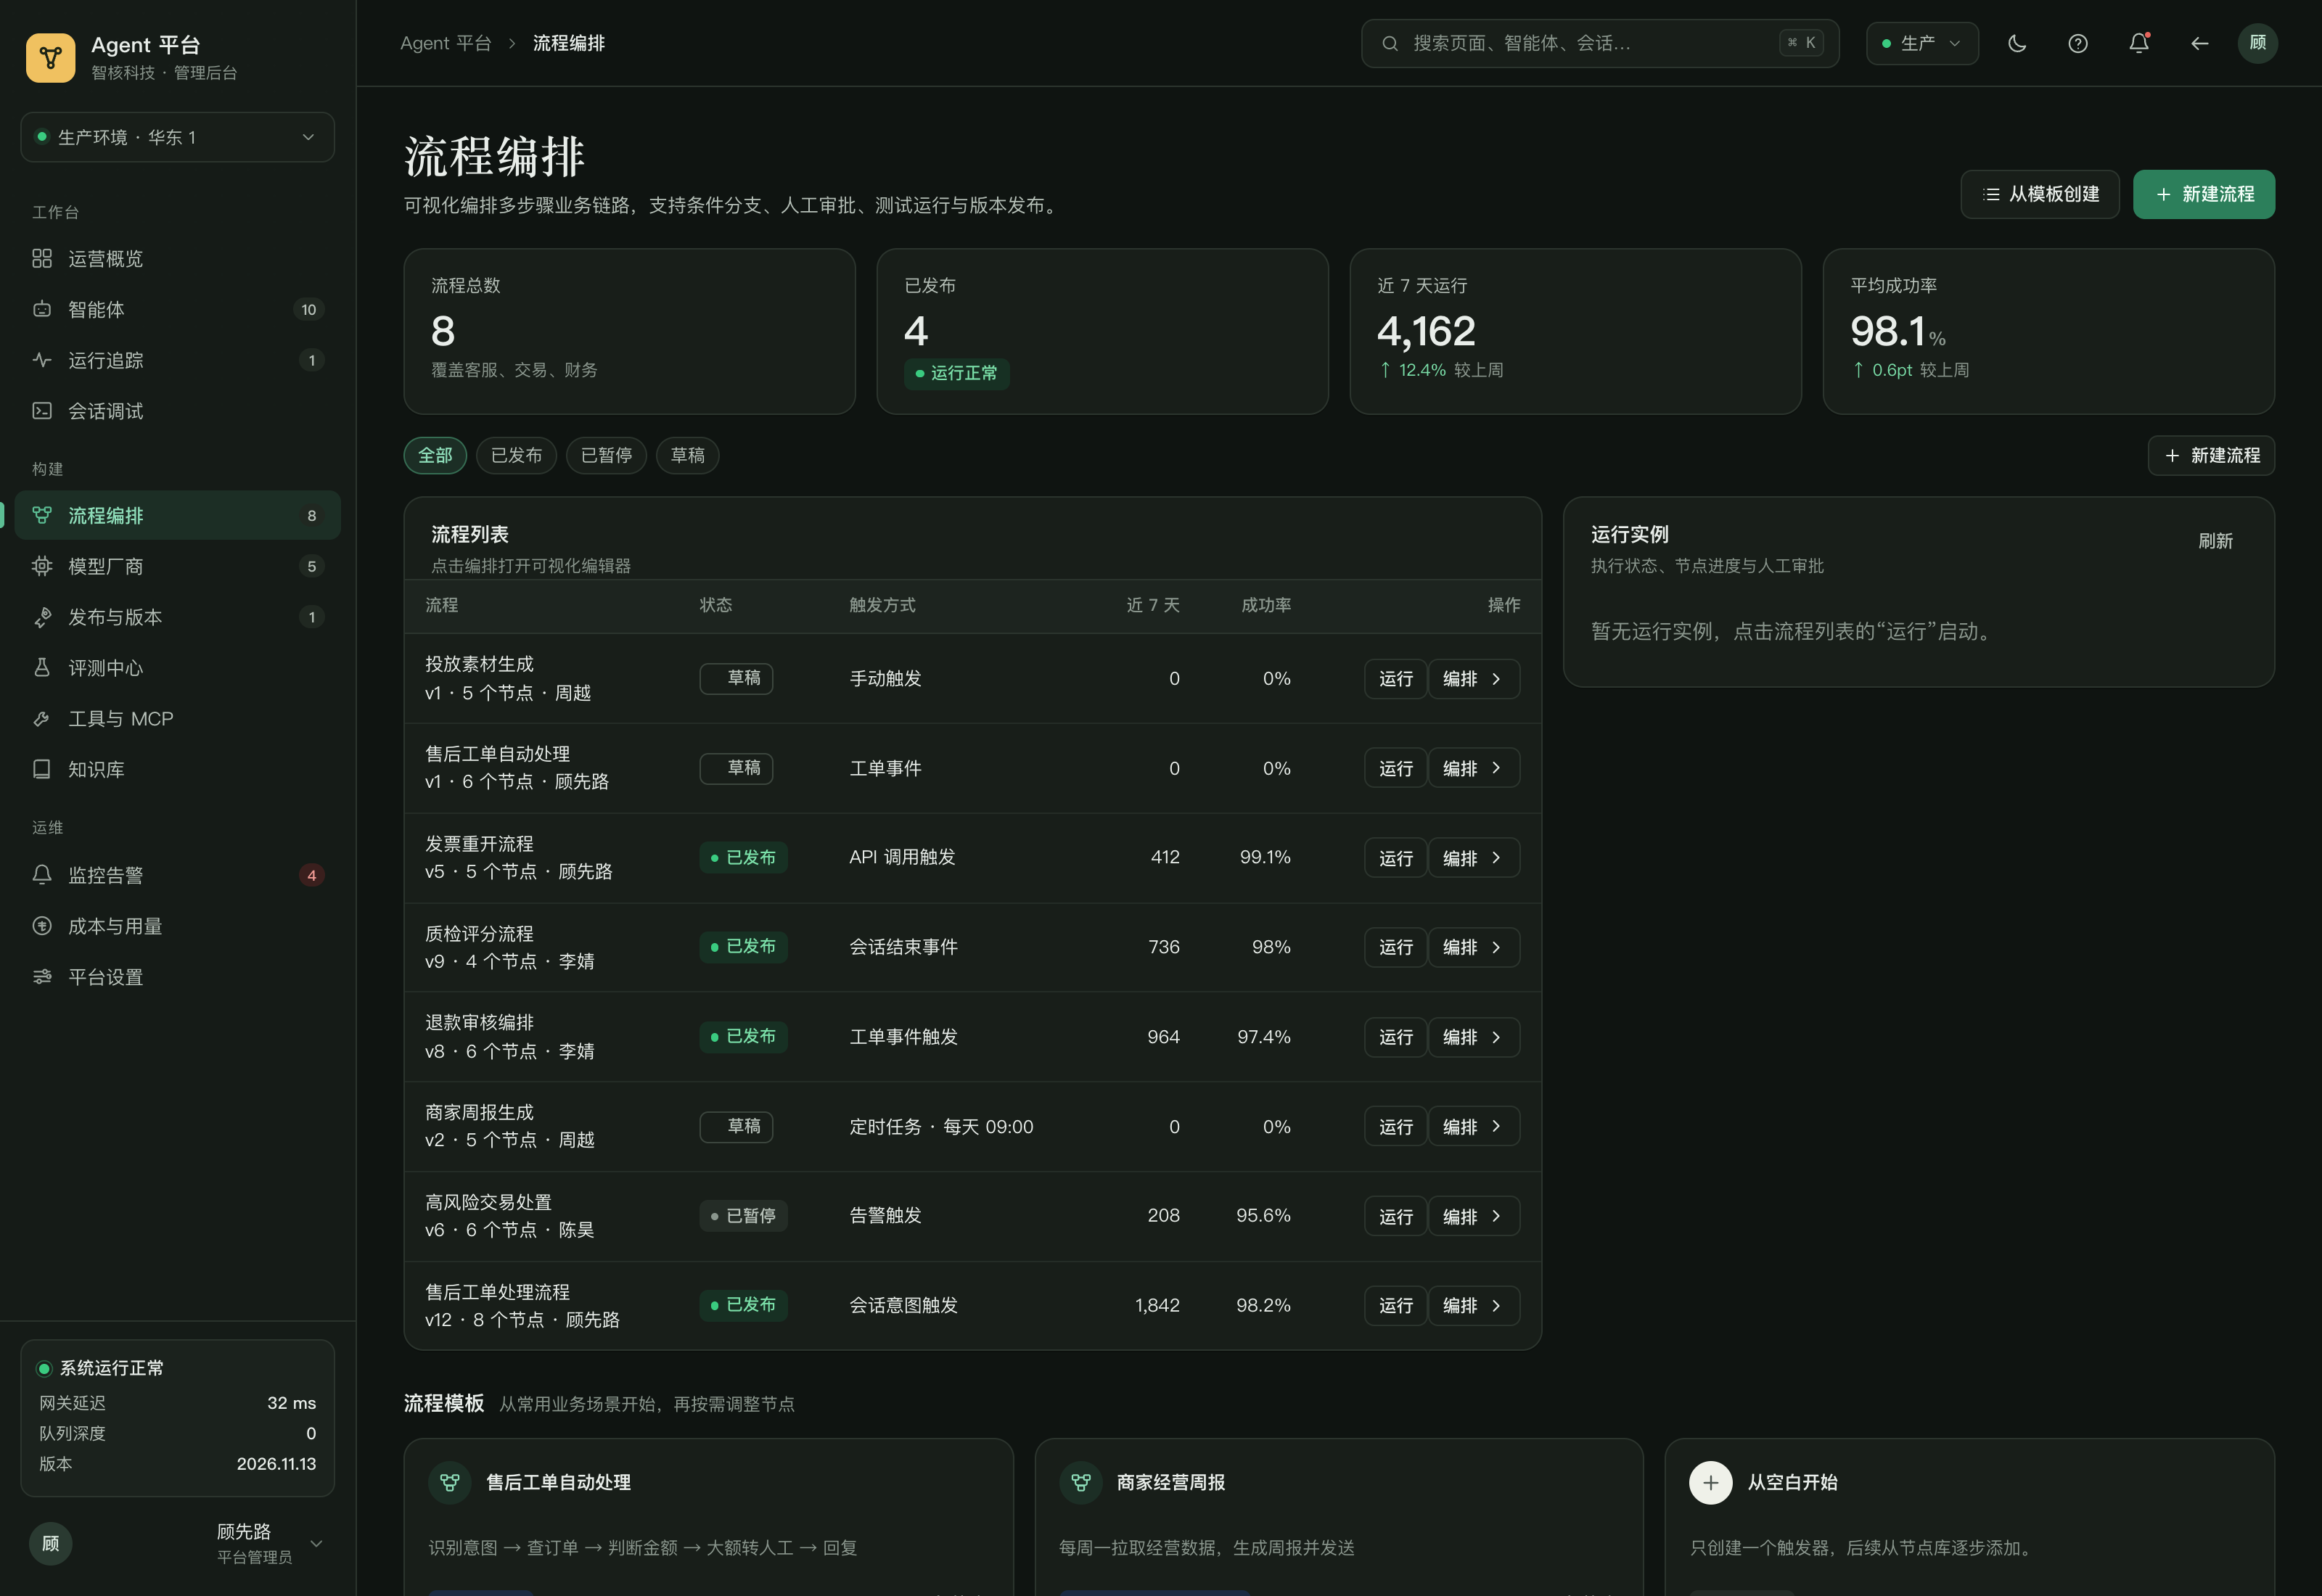 Agent 平台
智核科技 · 管理后台
生产环境 · 华东 1
工作台
运营概览
智能体 10
运行追踪 1
会话调试
构建
流程编排 8
模型厂商 5
发布与版本 1
评测中心
工具与 MCP
知识库
运维
监控告警 4
成本与用量
平台设置
系统运行正常
网关延迟 32 ms
队列深度 0
版本 2026.11.13
顾
顾先路
平台管理员
Agent 平台 > 流程编排
搜索页面、智能体、会话... ⌘ K
生产
顾
流程编排
可视化编排多步骤业务链路，支持条件分支、人工审批、测试运行与版本发布。
从模板创建
+ 新建流程
流程总数
8
覆盖客服、交易、财务
已发布
4
运行正常
近 7 天运行
4,162
↑ 12.4% 较上周
平均成功率
98.1%
↑ 0.6pt 较上周
全部 已发布 已暂停 草稿
+ 新建流程
流程列表
点击编排打开可视化编辑器
流程 状态 触发方式 近 7 天 成功率 操作
投放素材生成
v1 · 5 个节点 · 周越
草稿 手动触发 0 0% 运行 编排 >
售后工单自动处理
v1 · 6 个节点 · 顾先路
草稿 工单事件 0 0% 运行 编排 >
发票重开流程
v5 · 5 个节点 · 顾先路
已发布 API 调用触发 412 99.1% 运行 编排 >
质检评分流程
v9 · 4 个节点 · 李婧
已发布 会话结束事件 736 98% 运行 编排 >
退款审核编排
v8 · 6 个节点 · 李婧
已发布 工单事件触发 964 97.4% 运行 编排 >
商家周报生成
v2 · 5 个节点 · 周越
草稿 定时任务 · 每天 09:00 0 0% 运行 编排 >
高风险交易处置
v6 · 6 个节点 · 陈昊
已暂停 告警触发 208 95.6% 运行 编排 >
售后工单处理流程
v12 · 8 个节点 · 顾先路
已发布 会话意图触发 1,842 98.2% 运行 编排 >
运行实例
执行状态、节点进度与人工审批
刷新
暂无运行实例，点击流程列表的“运行”启动。
流程模板 从常用业务场景开始，再按需调整节点
售后工单自动处理
识别意图 → 查订单 → 判断金额 → 大额转人工 → 回复
商家经营周报
每周一拉取经营数据，生成周报并发送
从空白开始
只创建一个触发器，后续从节点库逐步添加。